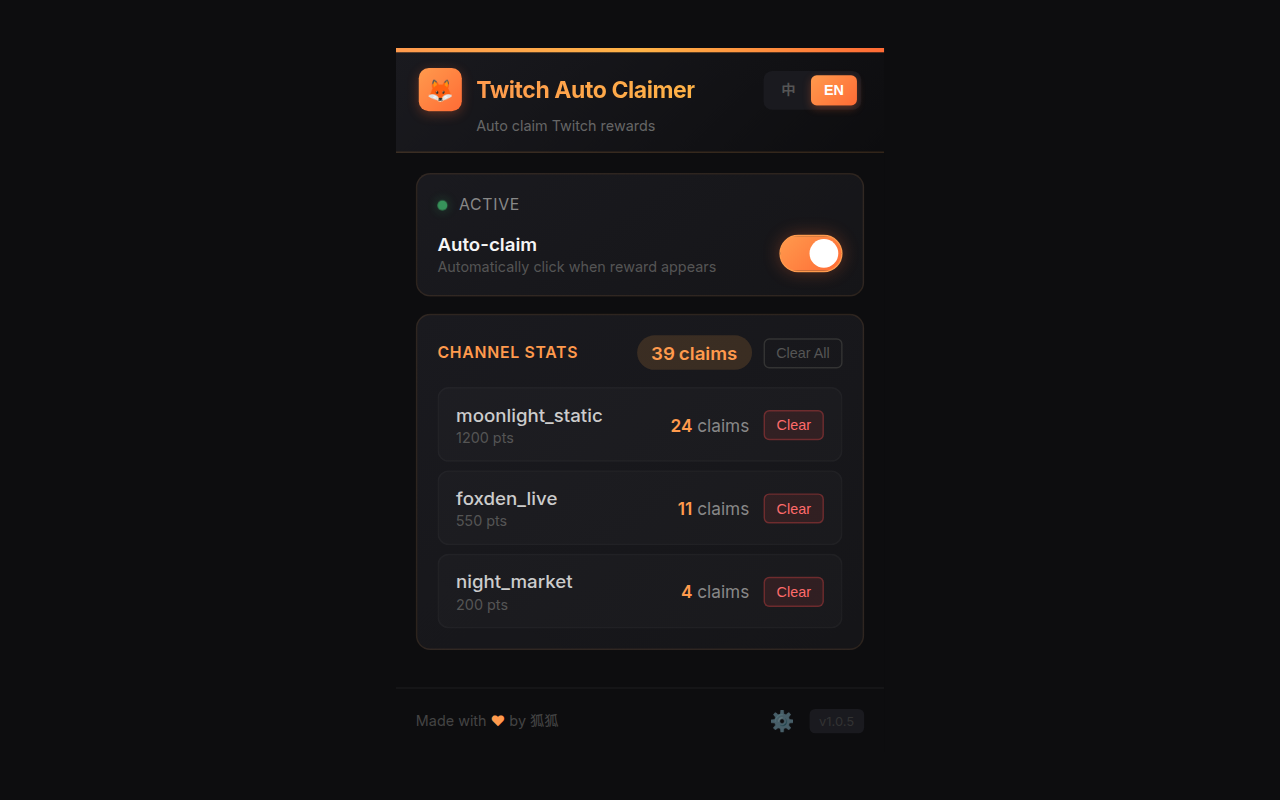 Twitch Auto Claimer
中 EN
Auto claim Twitch rewards
ACTIVE
Auto-claim
Automatically click when reward appears
CHANNEL STATS 39 claims Clear All
moonlight_static
1200 pts
24 claims Clear
foxden_live
550 pts
11 claims Clear
night_market
200 pts
4 claims Clear
Made with 🧡 by 狐狐
v1.0.5